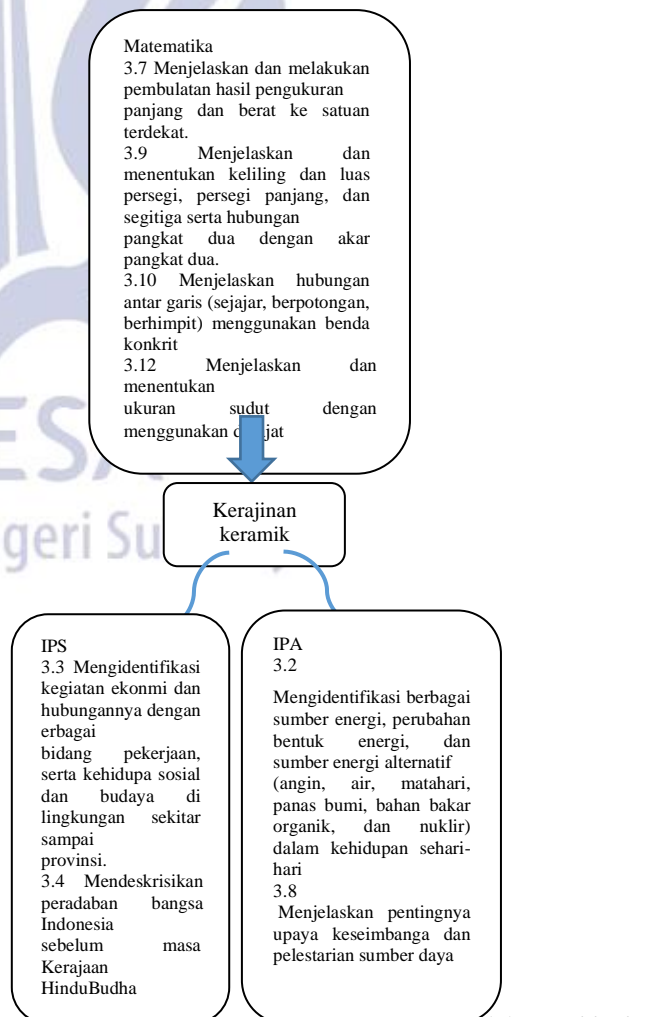 Matematika
3.7 Menjelaskan dan melakukan
pembulatan hasil pengukuran
panjang dan berat ke satuan
terdekat.
3.9 Menjelaskan dan
menentukan keliling dan luas
persegi, persegi panjang, dan
segitiga serta hubungan
pangkat dua dengan akar
pangkat dua.
3.10 Menjelaskan hubungan
antar garis (sejajar, berpotongan,
berhimpit) menggunakan benda
konkrit
3.12 Menjelaskan dan
menentukan
ukuran sudut dengan
menggunakan
Kerajinan
keramik
geri Su
IPS
3.3 Mengidentifikasi
kegiatan ekonmi dan
hubungannya dengan
erbagai
bidang pekerjaan,
serta kehidupa sosial
dan budaya di
lingkungan sekitar
sampai
provinsi.
3.4 Mendeskrisikan
peradaban bangsa
Indonesia
sebelum masa
Kerajaan
HinduBudha
IPA
3.2
Mengidentifikasi berbagai
sumber energi, perubahan
bentuk energi, dan
sumber energi alternatif
(angin, air, matahari,
panas bumi, bahan bakar
organik, dan nuklir)
dalam kehidupan sehari-
hari
3.8
Menjelaskan pentingnya
upaya keseimbanga dan
pelestarian sumber daya